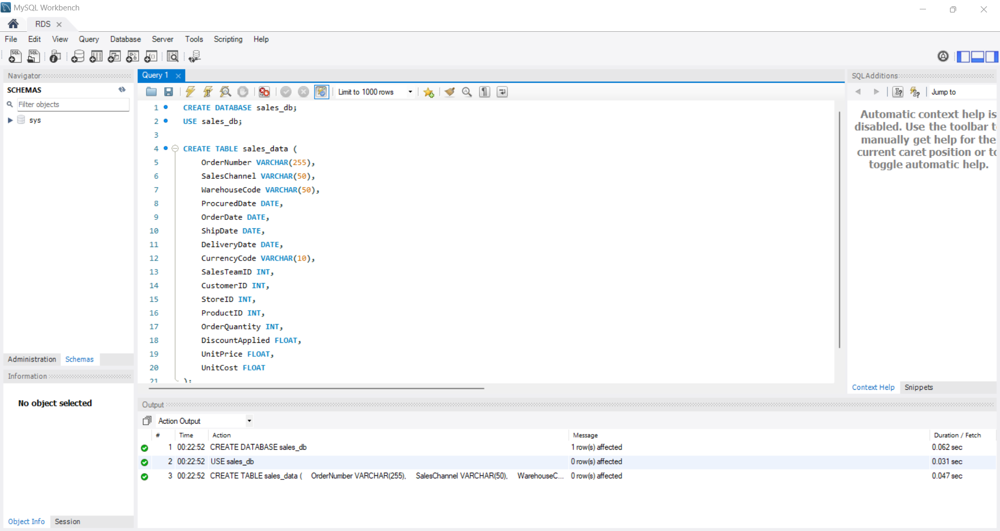 MySQL Workbench
RDS
File Edit View Query Database Server Tools Scripting Help
Navigator
SCHEMAS
Filter objects
sys
Administration Schemas
Information
No object selected
Object Info Session
Query 1
Limit to 1000 rows
1 CREATE DATABASE sales_db;
2 USE sales_db;
3
4 CREATE TABLE sales_data (
5 OrderNumber VARCHAR(255),
6 SalesChannel VARCHAR(50),
7 WarehouseCode VARCHAR(50),
8 ProcuredDate DATE,
9 OrderDate DATE,
10 ShipDate DATE,
11 DeliveryDate DATE,
12 CurrencyCode VARCHAR(10),
13 SalesTeamID INT,
14 CustomerID INT,
15 StoreID INT,
16 ProductID INT,
17 OrderQuantity INT,
18 DiscountApplied FLOAT,
19 UnitPrice FLOAT,
20 UnitCost FLOAT
21 );
SQLAdditions
Jump to
Automatic context help is
disabled. Use the toolbar t
manually get help for the
current caret position or to
toggle automatic help.
Context Help Snippets
Output
Action Output
# Time Action Message Duration / Fetch
1 00:22:52 CREATE DATABASE sales_db 1 row(s) affected 0.062 sec
2 00:22:52 USE sales_db 0 row(s) affected 0.031 sec
3 00:22:52 CREATE TABLE sales_data ( OrderNumber VARCHAR(255), SalesChannel VARCHAR(50), WarehouseC... 0 row(s) affected 0.047 sec